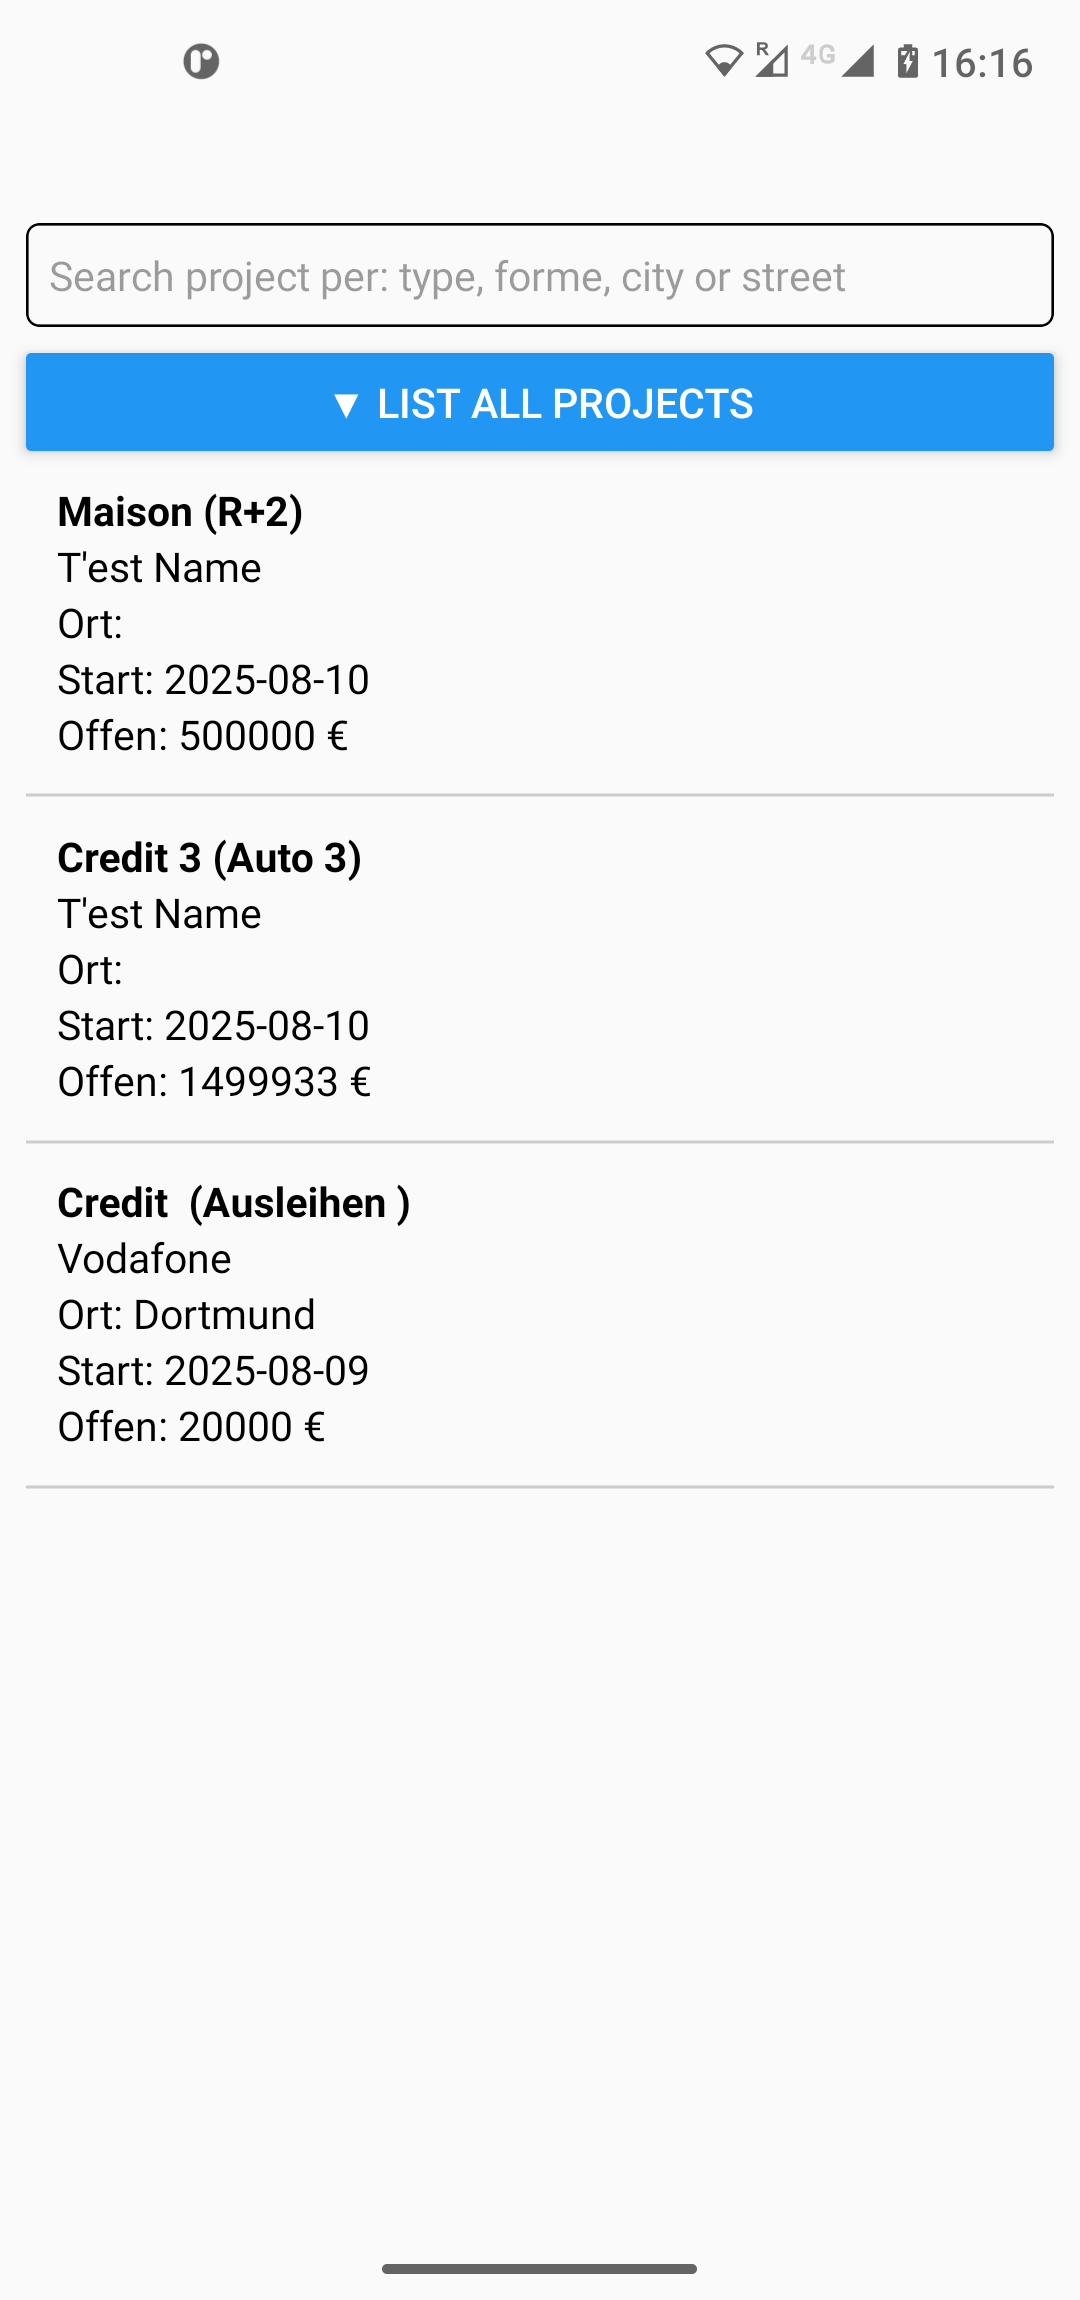 R 4G 16:16
Search project per: type, forme, city or street
▼ LIST ALL PROJECTS
Maison (R+2)
T'est Name
Ort:
Start: 2025-08-10
Offen: 500000 €
Credit 3 (Auto 3)
T'est Name
Ort:
Start: 2025-08-10
Offen: 1499933 €
Credit  (Ausleihen )
Vodafone
Ort: Dortmund
Start: 2025-08-09
Offen: 20000 €